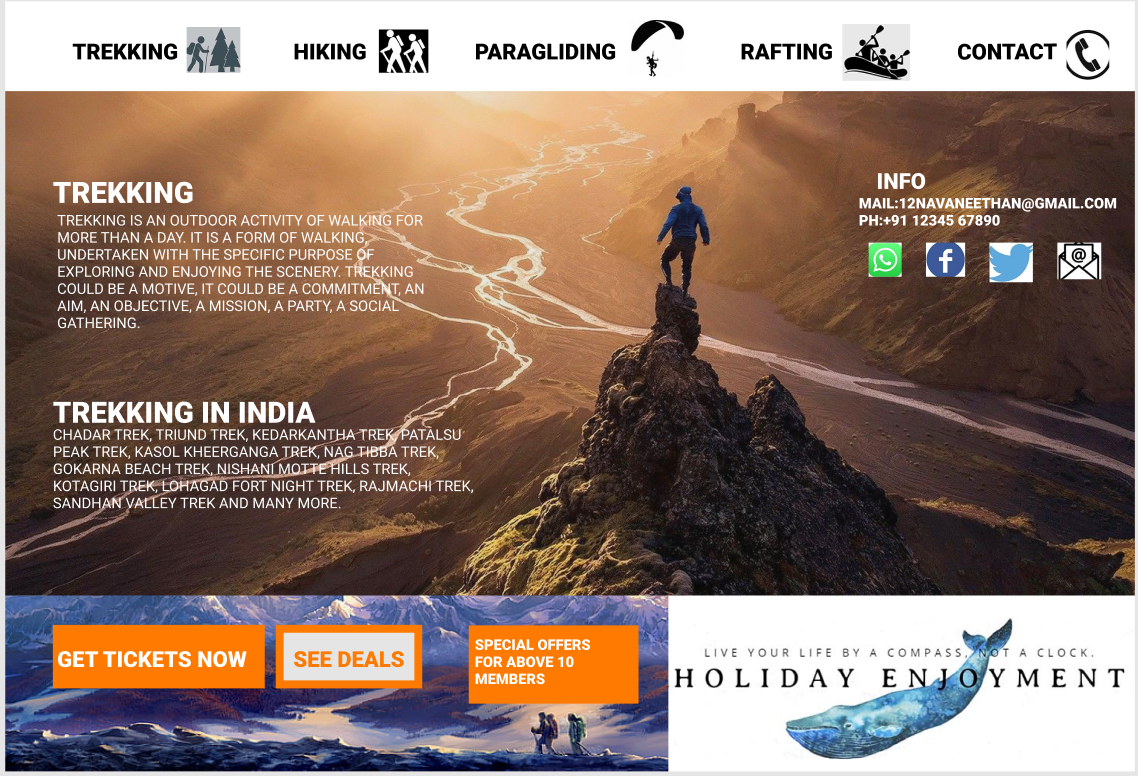 TREKKING
HIKING
PARAGLIDING
RAFTING
CONTACT
TREKKING
TREKKING IS AN OUTDOOR ACTIVITY OF WALKING FOR
MORE THAN A DAY. IT IS A FORM OF WALKING,
UNDERTAKEN WITH THE SPECIFIC PURPOSE OF
EXPLORING AND ENJOYING THE SCENERY. TREKKING
COULD BE A MOTIVE, IT COULD BE A COMMITMENT, AN
AIM, AN OBJECTIVE, A MISSION, A PARTY, A SOCIAL
GATHERING.
INFO
MAIL:12NAVANEETHAN@GMAIL.COM
PH:+91 12345 67890
f
@
TREKKING IN INDIA
CHADAR TREK, TRIUND TREK, KEDARKANTHA TREK, PATALSU
PEAK TREK, KASOL KHEERGANGA TREK, NAG TIBBA TREK,
GOKARNA BEACH TREK, NISHANI MOTTE HILLS TREK,
KOTAGIRI TREK, LOHAGAD FORT NIGHT TREK, RAJMACHI TREK,
SANDHAN VALLEY TREK AND MANY MORE.
GET TICKETS NOW
SEE DEALS
SPECIAL OFFERS
FOR ABOVE 10
MEMBERS
LIVE YOUR LIFE BY A COMPASS, NOT A CLOCK.
HOLIDAY ENJOYMENT